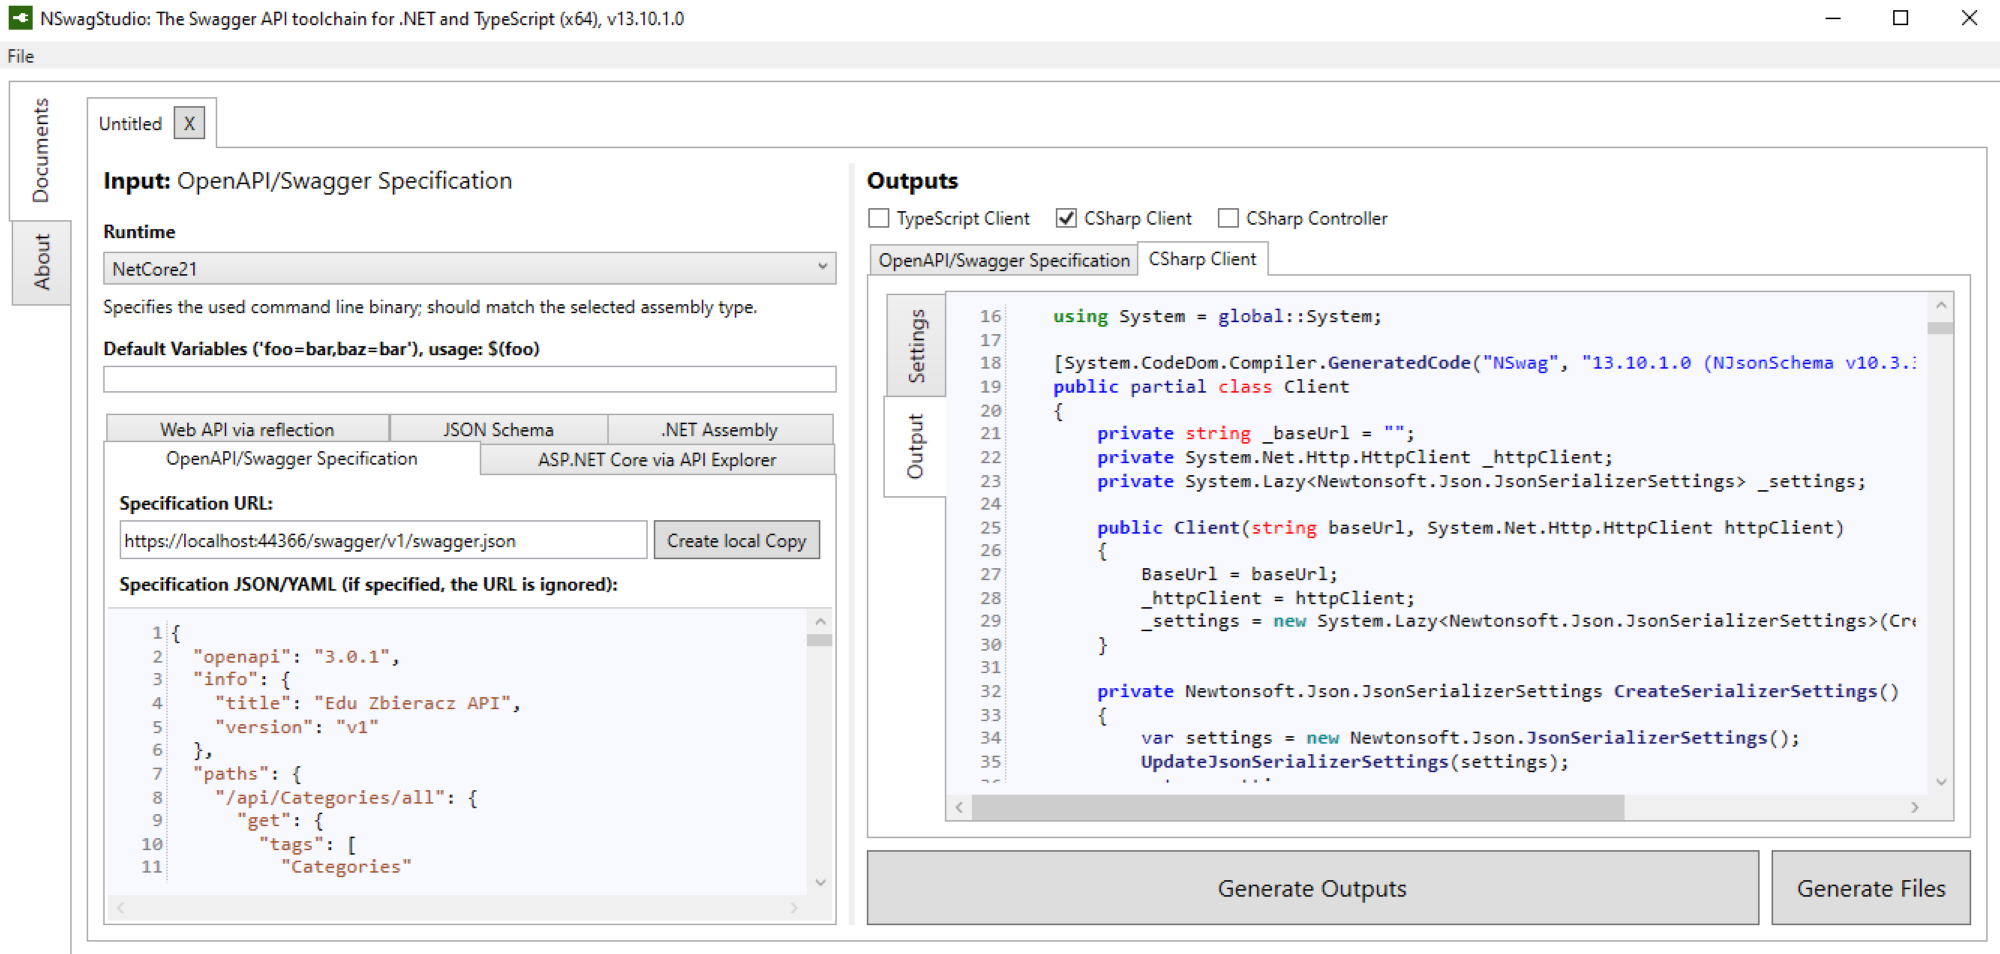 NSwagStudio: The Swagger API toolchain for .NET and TypeScript (x64), v13.10.1.0
File
Documents
About
Untitled X
Input: OpenAPI/Swagger Specification
Runtime
NetCore21
Specifies the used command line binary; should match the selected assembly type.
Default Variables ('foo=bar,baz=bar'), usage: $(foo)
Web API via reflection JSON Schema .NET Assembly
OpenAPI/Swagger Specification ASP.NET Core via API Explorer
Specification URL:
https://localhost:44366/swagger/v1/swagger.json Create local Copy
Specification JSON/YAML (if specified, the URL is ignored):
1 {
2 "openapi": "3.0.1",
3 "info": {
4 "title": "Edu Zbieracz API",
5 "version": "v1"
6 },
7 "paths": {
8 "/api/Categories/all": {
9 "get": {
10 "tags": [
11 "Categories"
Outputs
TypeScript Client CSharp Client CSharp Controller
OpenAPI/Swagger Specification CSharp Client
Settings
Output
16 using System = global::System;
17
18 [System.CodeDom.Compiler.GeneratedCode("NSwag", "13.10.1.0 (NJsonSchema v10.3.
19 public partial class Client
20 {
21 private string _baseUrl = "";
22 private System.Net.Http.HttpClient _httpClient;
23 private System.Lazy<Newtonsoft.Json.JsonSerializerSettings> _settings;
24
25 public Client(string baseUrl, System.Net.Http.HttpClient httpClient)
26 {
27 BaseUrl = baseUrl;
28 _httpClient = httpClient;
29 _settings = new System.Lazy<Newtonsoft.Json.JsonSerializerSettings>(Cre
30 }
31
32 private Newtonsoft.Json.JsonSerializerSettings CreateSerializerSettings()
33 {
34 var settings = new Newtonsoft.Json.JsonSerializerSettings();
35 UpdateJsonSerializerSettings(settings);
Generate Outputs Generate Files